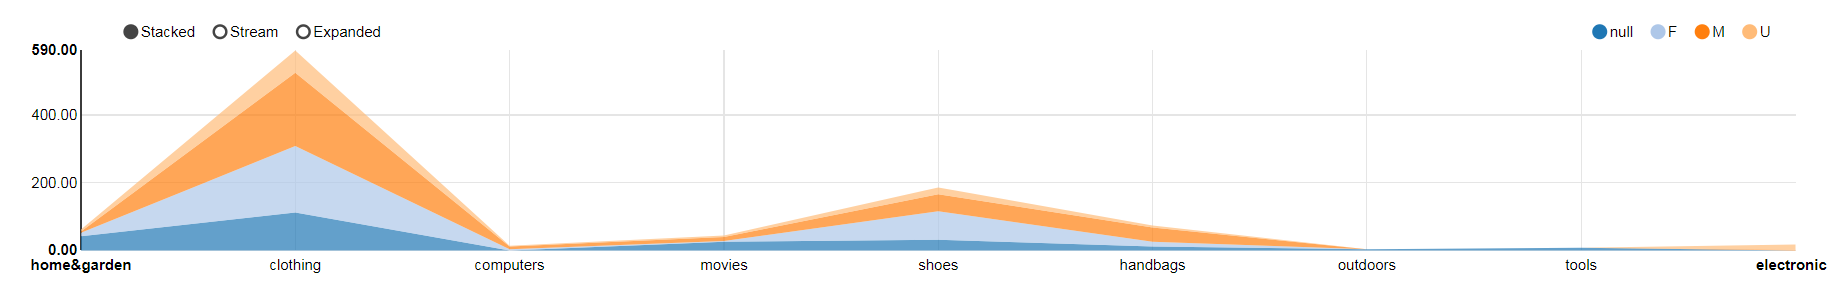 Stacked Stream Expanded null F M U
590.00
400.00
200.00
0.00
home&garden clothing computers movies shoes handbags outdoors tools electronic